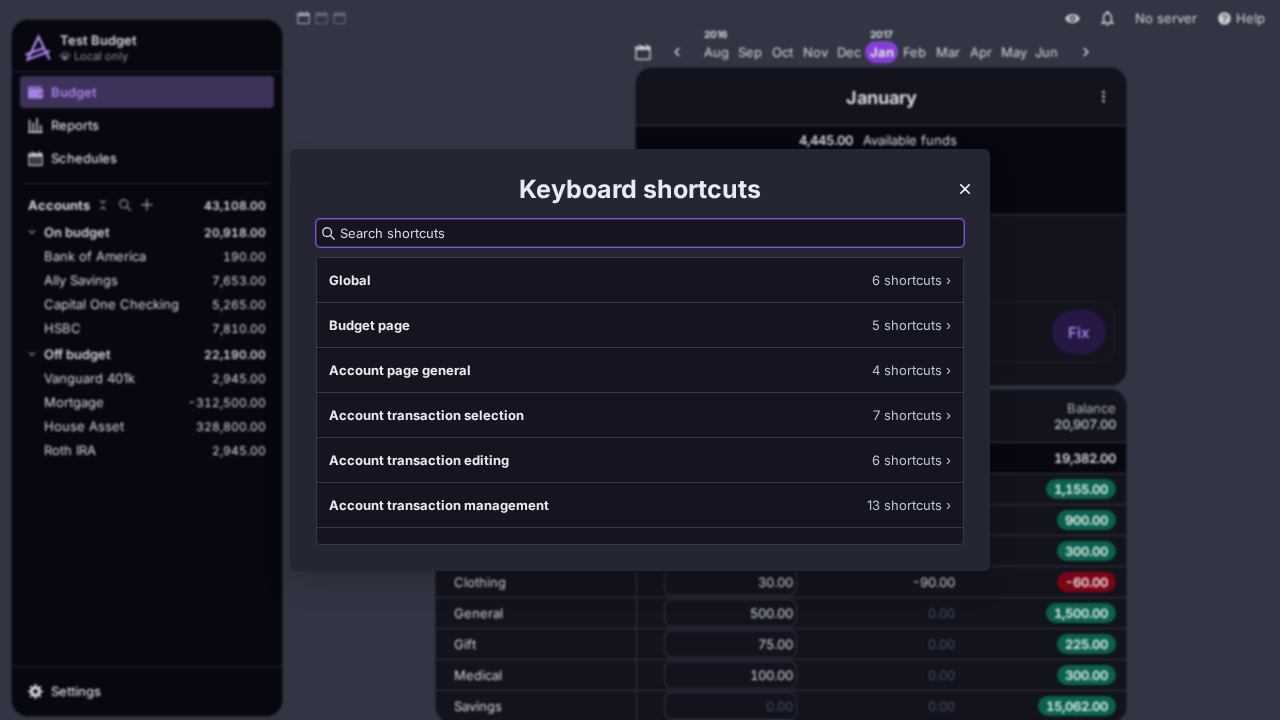 Test Budget
Local only
No server
Help
Budget
Reports
Schedules
Accounts 43,108.00
On budget 20,918.00
Bank of America 190.00
Ally Savings 7,653.00
Capital One Checking 5,265.00
HSBC 7,810.00
Off budget 22,190.00
Vanguard 401k 2,945.00
Mortgage -312,500.00
House Asset 328,800.00
Roth IRA 2,945.00
Settings
2016 2017
Aug Sep Oct Nov Dec Jan Feb Mar Apr May Jun
January
4,445.00 Available funds
Keyboard shortcuts
Search shortcuts
Global 6 shortcuts ›
Budget page 5 shortcuts ›
Account page general 4 shortcuts ›
Account transaction selection 7 shortcuts ›
Account transaction editing 6 shortcuts ›
Account transaction management 13 shortcuts ›
Fix
Balance
20,907.00
19,382.00
1,155.00
900.00
300.00
Clothing 30.00 -90.00 -60.00
General 500.00 0.00 1,500.00
Gift 75.00 0.00 225.00
Medical 100.00 0.00 300.00
Savings 0.00 0.00 15,062.00